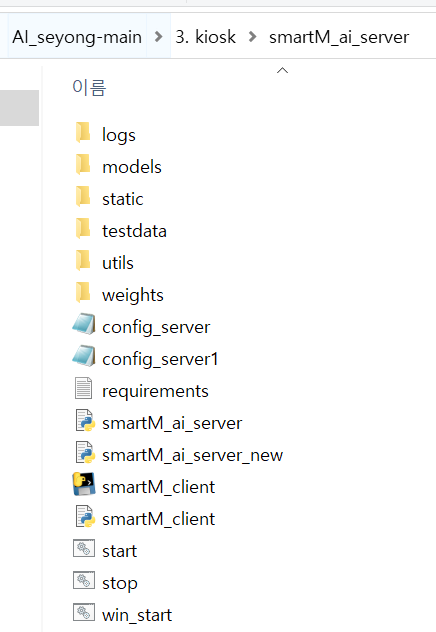 AI_seyong-main > 3. kiosk > smartM_ai_server
이름
logs
models
static
testdata
utils
weights
config_server
config_server1
requirements
smartM_ai_server
smartM_ai_server_new
smartM_client
smartM_client
start
stop
win_start